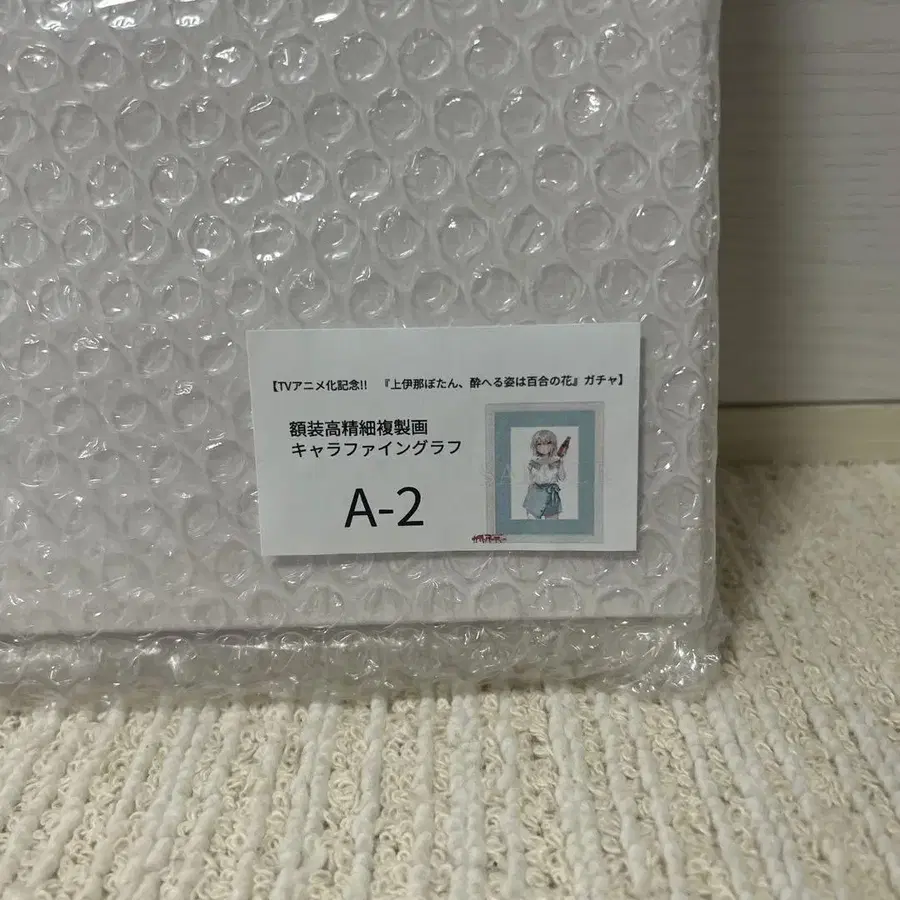 【TVアニメ化記念!! 『上伊那ぼたん、酔へる姿は百合の花』ガチャ】
額装高精細複製画
キャラファイングラフ
A-2
SAMPLE